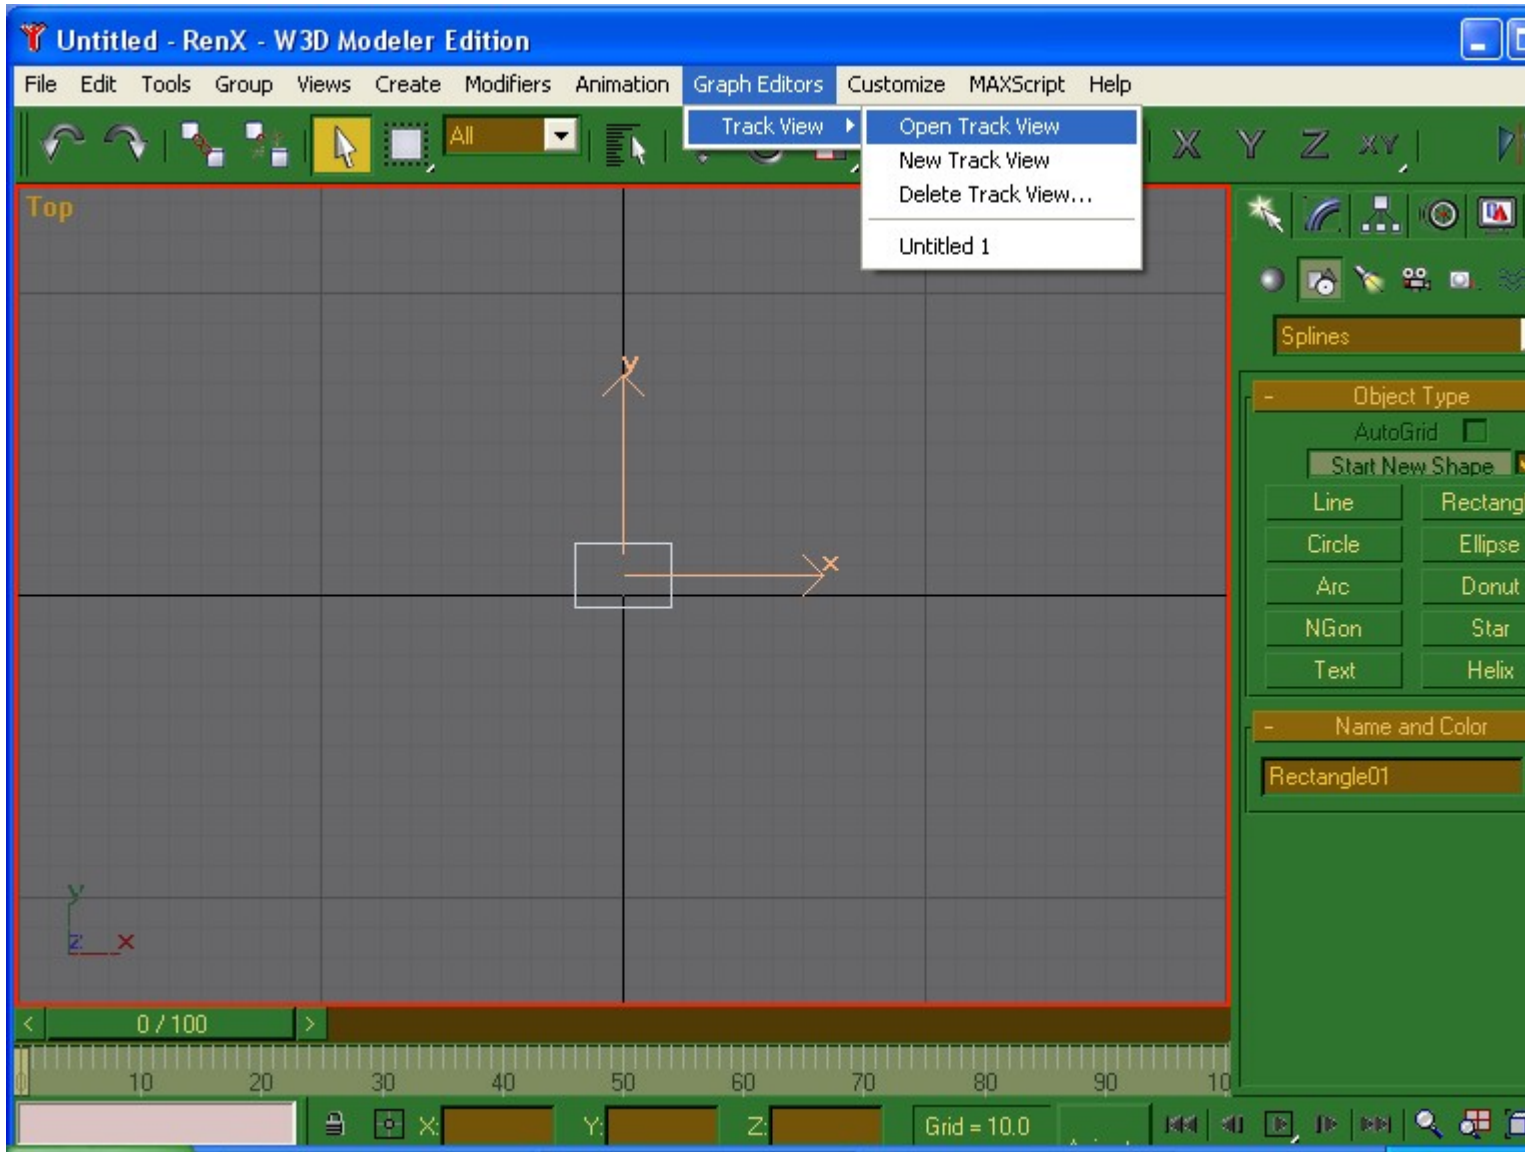 Untitled - RenX - W3D Modeler Edition
File Edit Tools Group Views Create Modifiers Animation Graph Editors Customize MAXScript Help
Track View
Open Track View
New Track View
Delete Track View...
Untitled 1
All
X Y Z XY
Top
y
x
y
z x
Splines
- Object Type
AutoGrid
Start New Shape
Line Rectang
Circle Ellipse
Arc Donut
NGon Star
Text Helix
- Name and Color
Rectangle01
< 0 / 100 >
0 10 20 30 40 50 60 70 80 90 10
X: Y: Z: Grid = 10.0